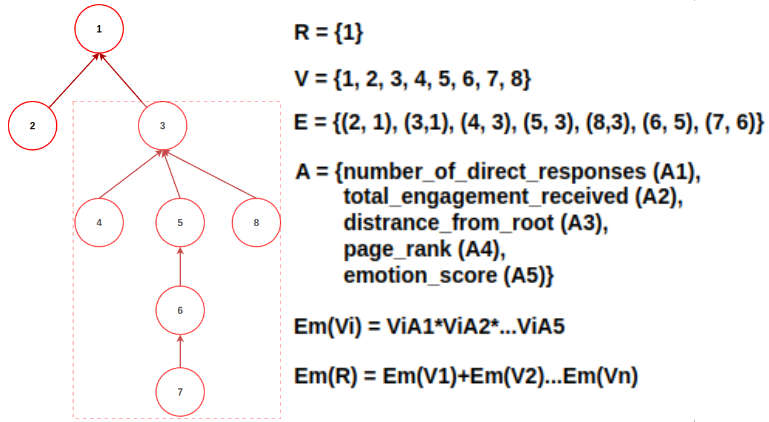 1
2
3
4
5
8
6
7
R = {1}
V = {1, 2, 3, 4, 5, 6, 7, 8}
E = {(2, 1), (3,1), (4, 3), (5, 3), (8,3), (6, 5), (7, 6)}
A = {number_of_direct_responses (A1),
total_engagement_received (A2),
distrance_from_root (A3),
page_rank (A4),
emotion_score (A5)}
Em(Vi) = ViA1*ViA2*...ViA5
Em(R) = Em(V1)+Em(V2)...Em(Vn)